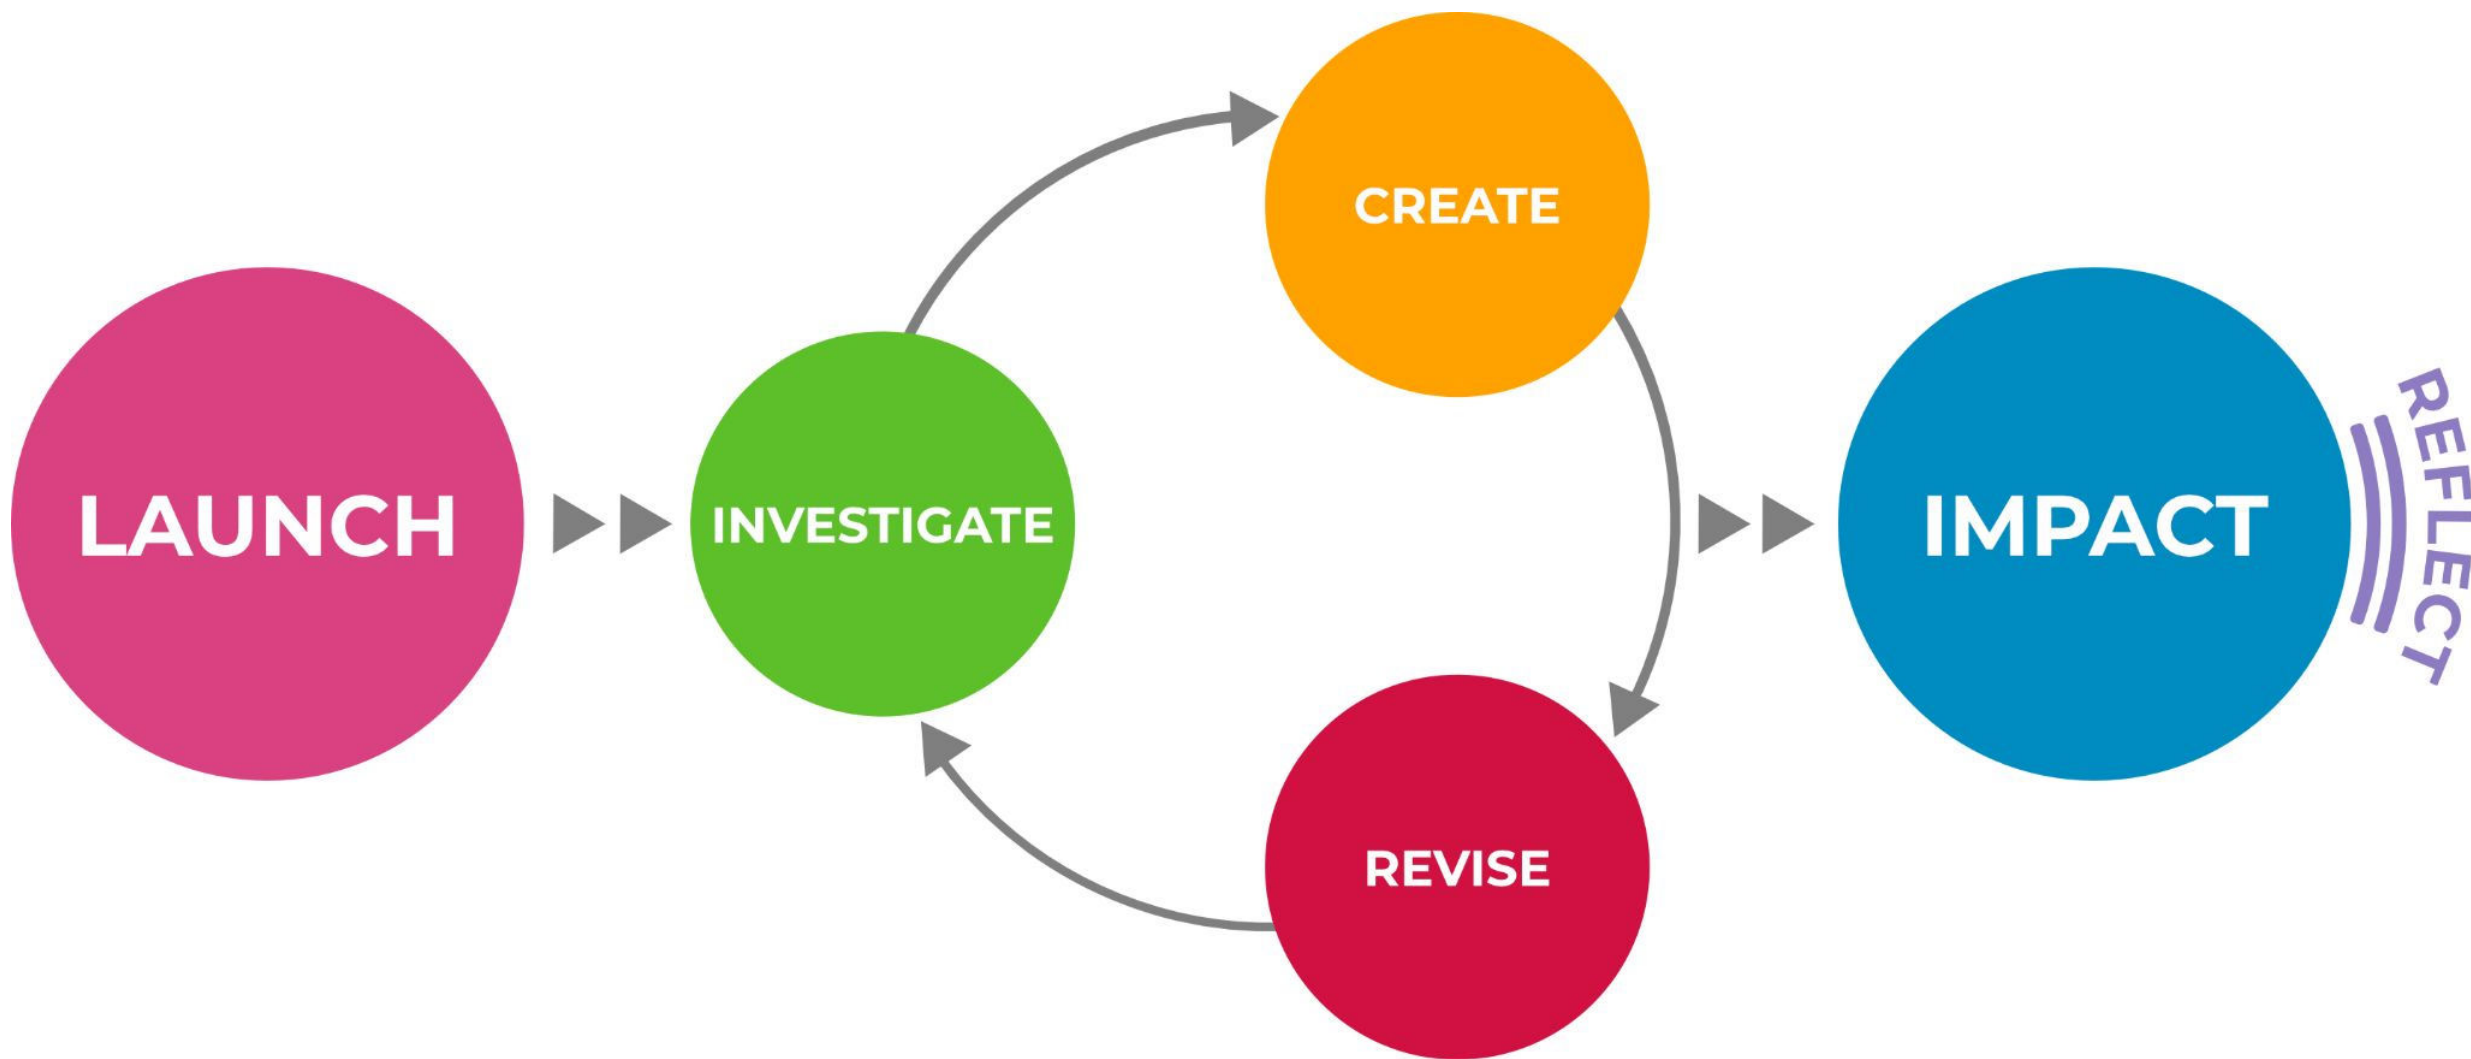 LAUNCH
INVESTIGATE
CREATE
REVISE
IMPACT
REFLECT